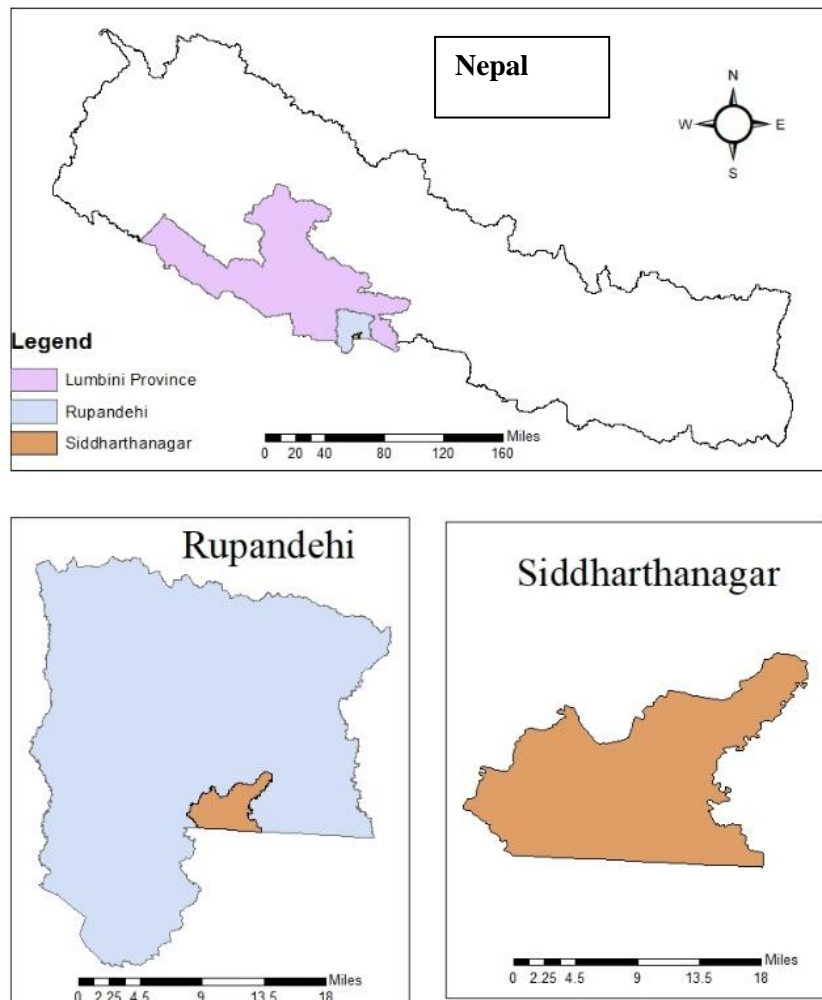 Nepal
N
W E
S
Legend
Lumbini Province
Rupandehi
Siddharthanagar
Miles
0 20 40 80 120 160
Rupandehi
Miles
0 2.25 4.5 9 13.5 18
Siddharthanagar
Miles
0 2.25 4.5 9 13.5 18